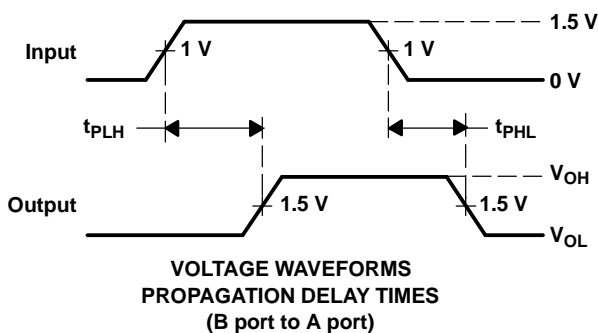 1.5 V
Input
1 V
1 V
0 V
tPLH
tPHL
VOH
Output
1.5 V
1.5 V
VOL
VOLTAGE WAVEFORMS
PROPAGATION DELAY TIMES
(B port to A port)